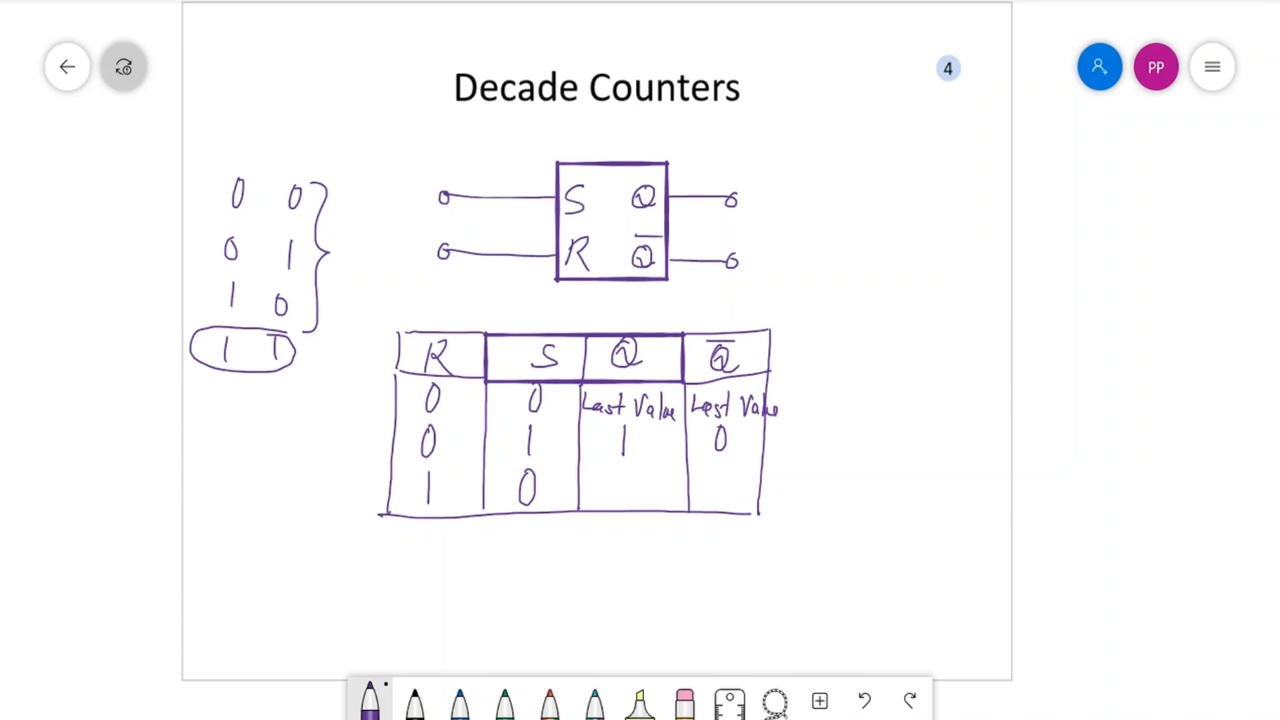 4
PP
Decade Counters
0 0
0 1
1 0
1 1
S Q
R Q̅
R S Q Q̅
0 0 Last Value Last Value
0 1 1 0
1 0